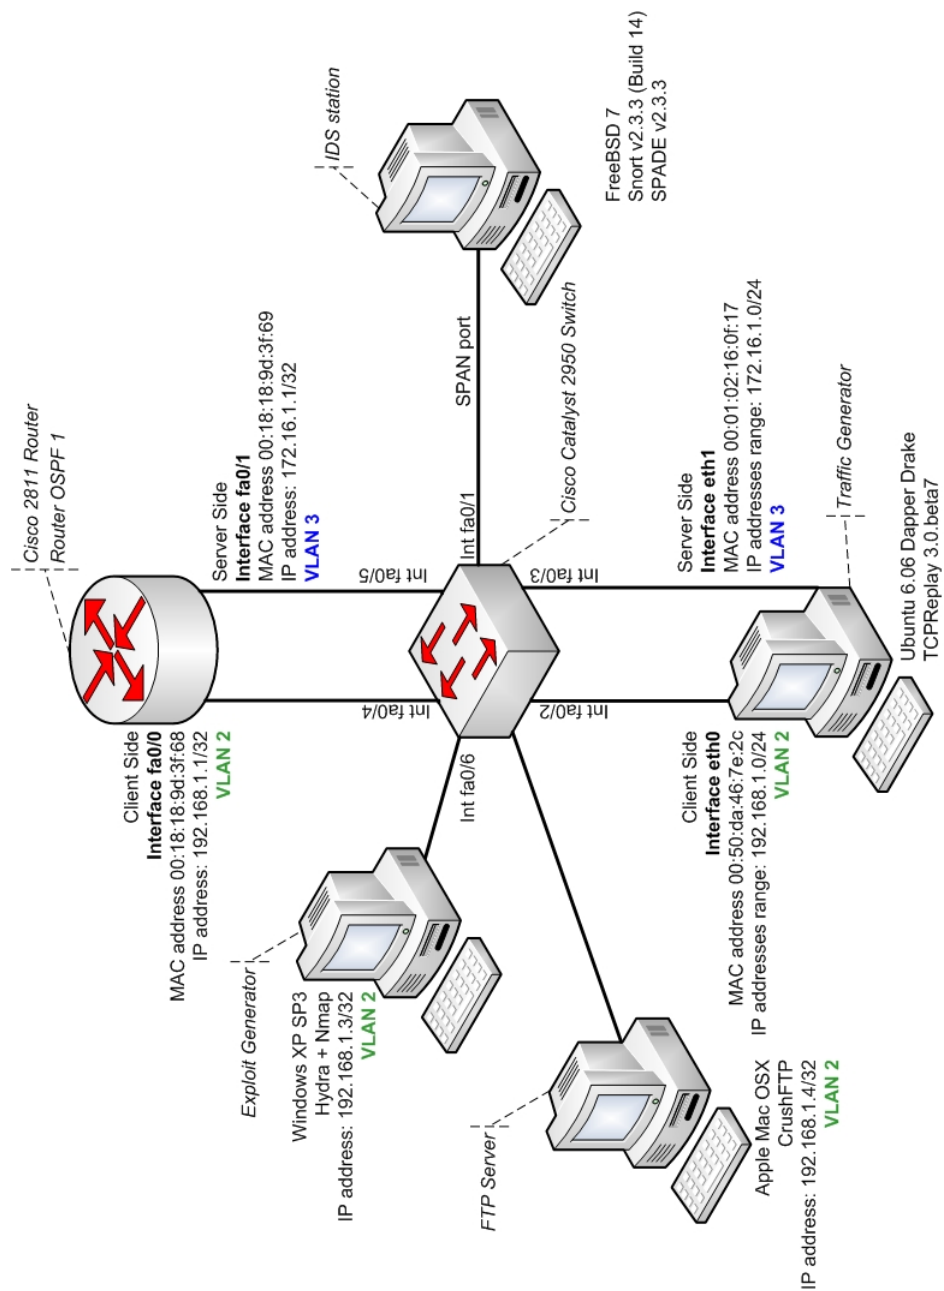 Cisco 2811 Router
Router OSPF 1
Client Side
Interface fa0/0
MAC address 00:18:18:9d:3f:68
IP address: 192.168.1.1/32
VLAN 2
Server Side
Interface fa0/1
MAC address 00:18:18:9d:3f:69
IP address: 172.16.1.1/32
VLAN 3
IDS station
FreeBSD 7
Snort v2.3.3 (Build 14)
SPADE v2.3.3
Exploit Generator
Windows XP SP3
Hydra + Nmap
IP address: 192.168.1.3/32
VLAN 2
Int fa0/4
Int fa0/5
Int fa0/6
Int fa0/1
SPAN port
Int fa0/2
Int fa0/3
Cisco Catalyst 2950 Switch
FTP Server
Apple Mac OSX
CrushFTP
IP address: 192.168.1.4/32
VLAN 2
Client Side
Interface eth0
MAC address 00:50:da:46:7e:2c
IP addresses range: 192.168.1.0/24
VLAN 2
Server Side
Interface eth1
MAC address 00:01:02:16:0f:17
IP addresses range: 172.16.1.0/24
VLAN 3
Traffic Generator
Ubuntu 6.06 Dapper Drake
TCPReplay 3.0.beta7